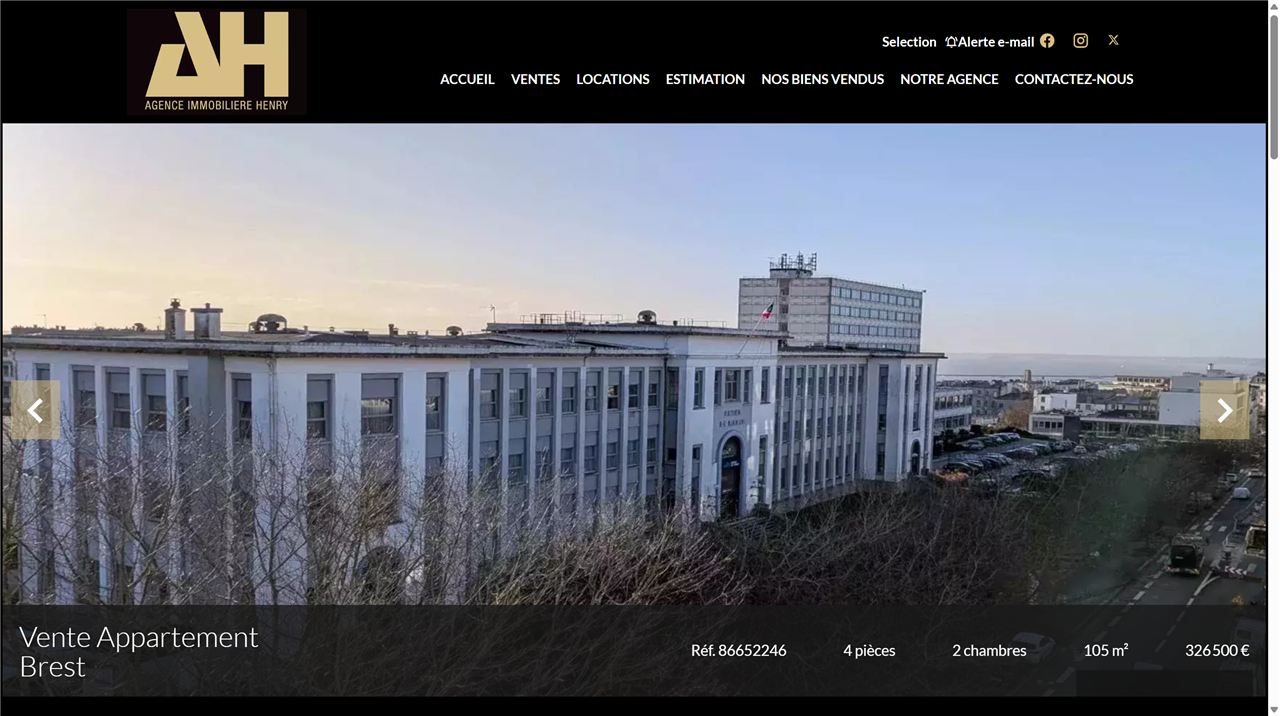 AH
AGENCE IMMOBILIERE HENRY
Selection
Alerte e-mail
ACCUEIL VENTES LOCATIONS ESTIMATION NOS BIENS VENDUS NOTRE AGENCE CONTACTEZ-NOUS
Vente Appartement
Brest
Réf. 86652246 4 pièces 2 chambres 105 m² 326 500 €